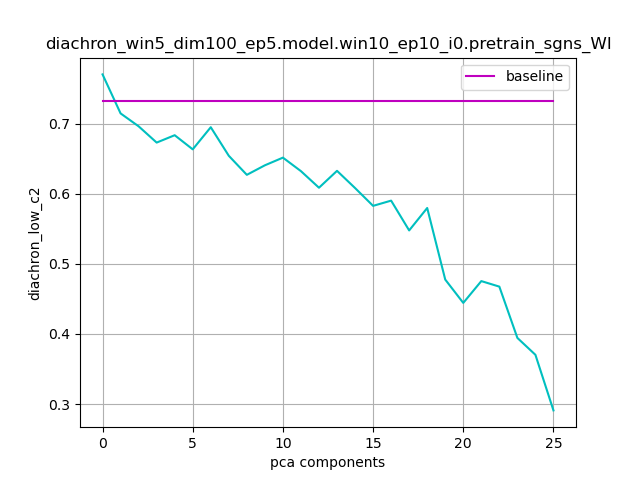 diachron_win5_dim100_ep5.model.win10_ep10_i0.pretrain_sgns_WI
baseline
0.7
0.6
0.5
0.4
0.3
diachron_low_c2
0 5 10 15 20 25
pca components